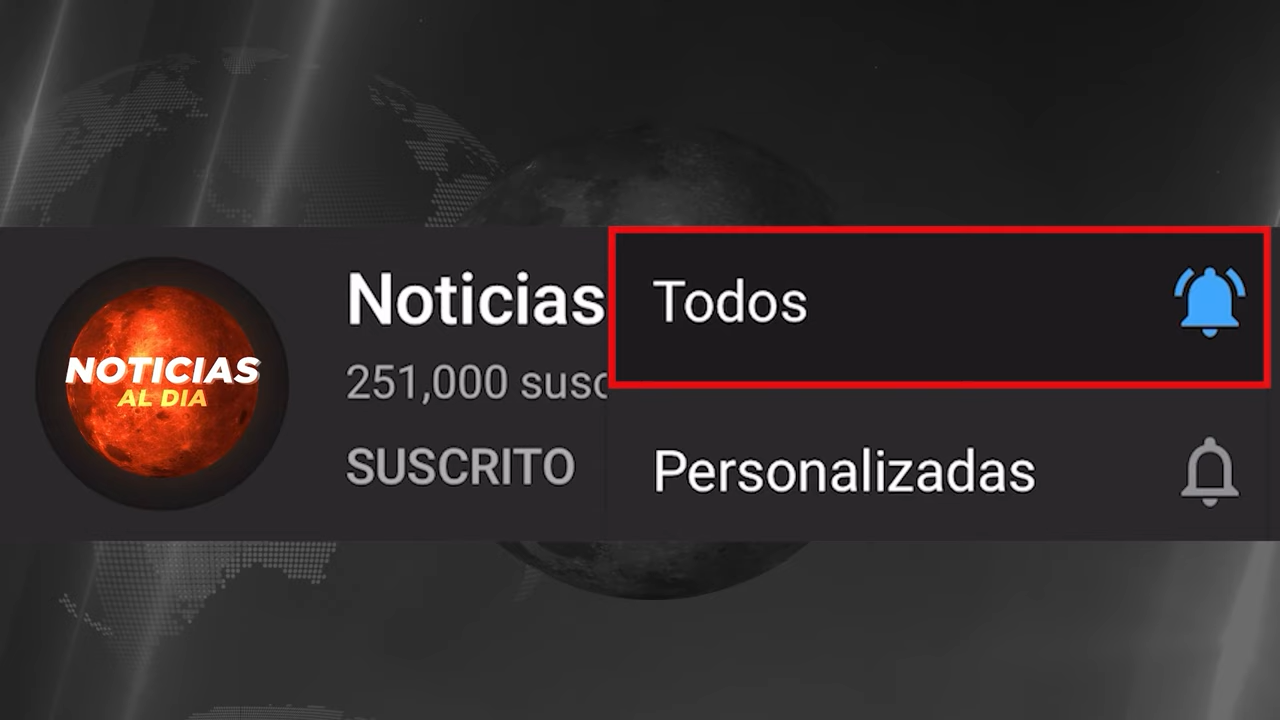 NOTICIAS
AL DIA
Noticias
251,000 susc
SUSCRITO
Todos
Personalizadas